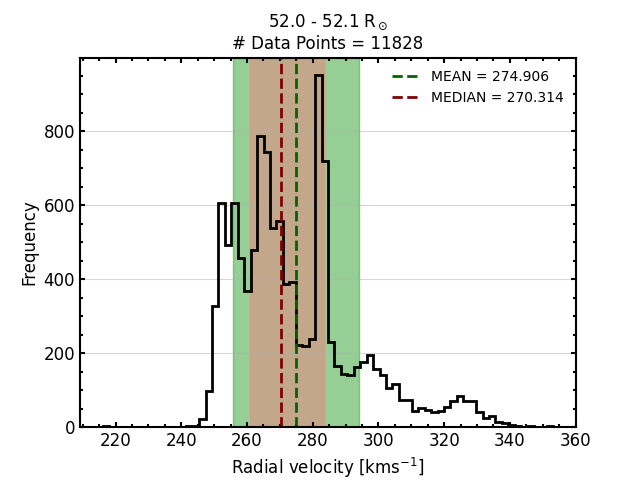 52.0 - 52.1 R⊙
# Data Points = 11828
MEAN = 274.906
MEDIAN = 270.314
Frequency
800
600
400
200
0
220 240 260 280 300 320 340 360
Radial velocity [kms⁻¹]